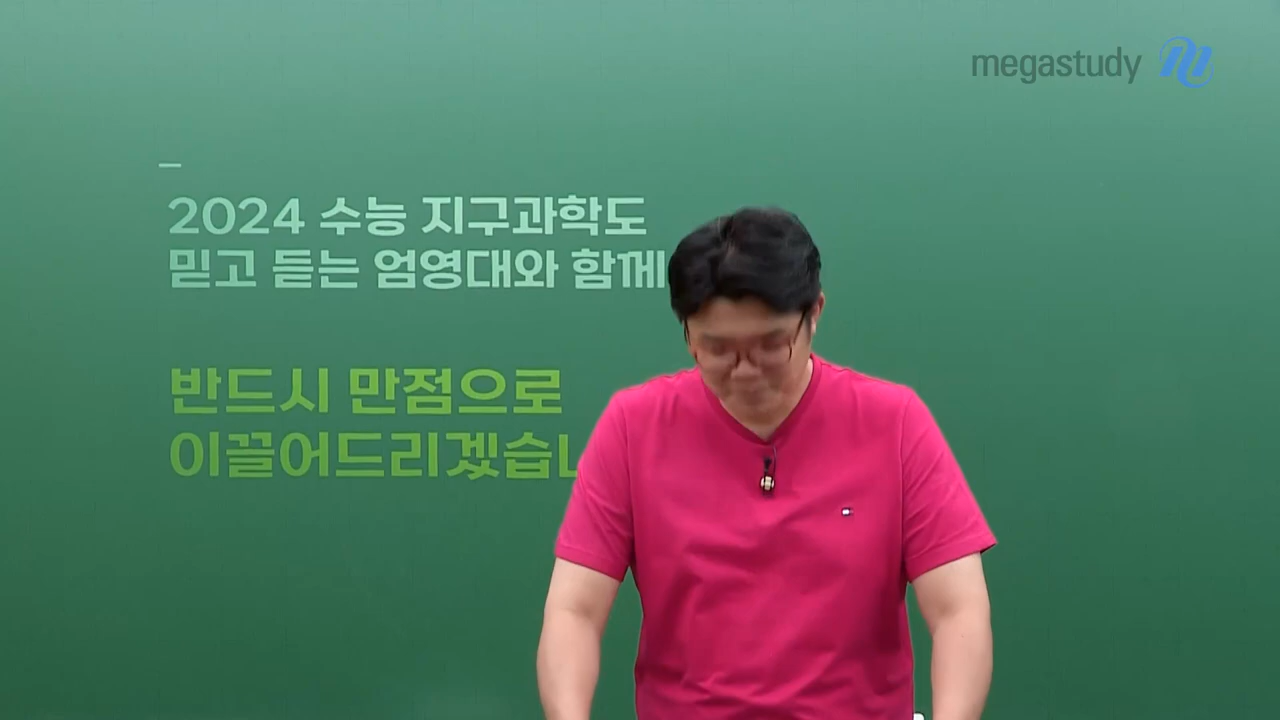 megastudy
2024 수능 지구과학도
믿고 듣는 엄영대와 함께
반드시 만점으로
이끌어드리겠습